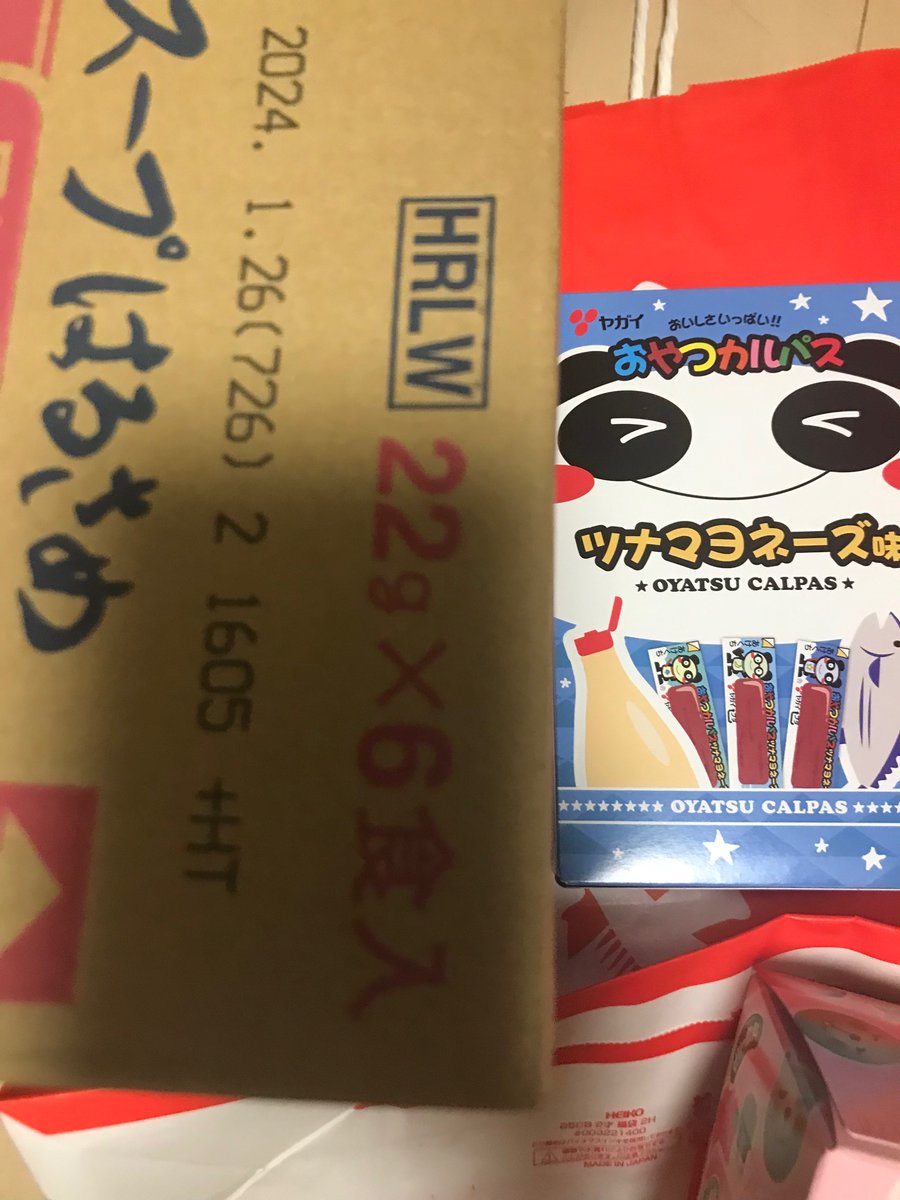 スープはるさめ
2024. 1.26(726) 2 1605 +HT
HRLW 22g×6食入
ヤガイ おいしさいっぱい!!
おやつカルパス
ツナマヨネーズ味
★OYATSU CALPAS★
★★★★★★★★ OYATSU CALPAS ★★★★
HEIKO
MADE IN JAPAN